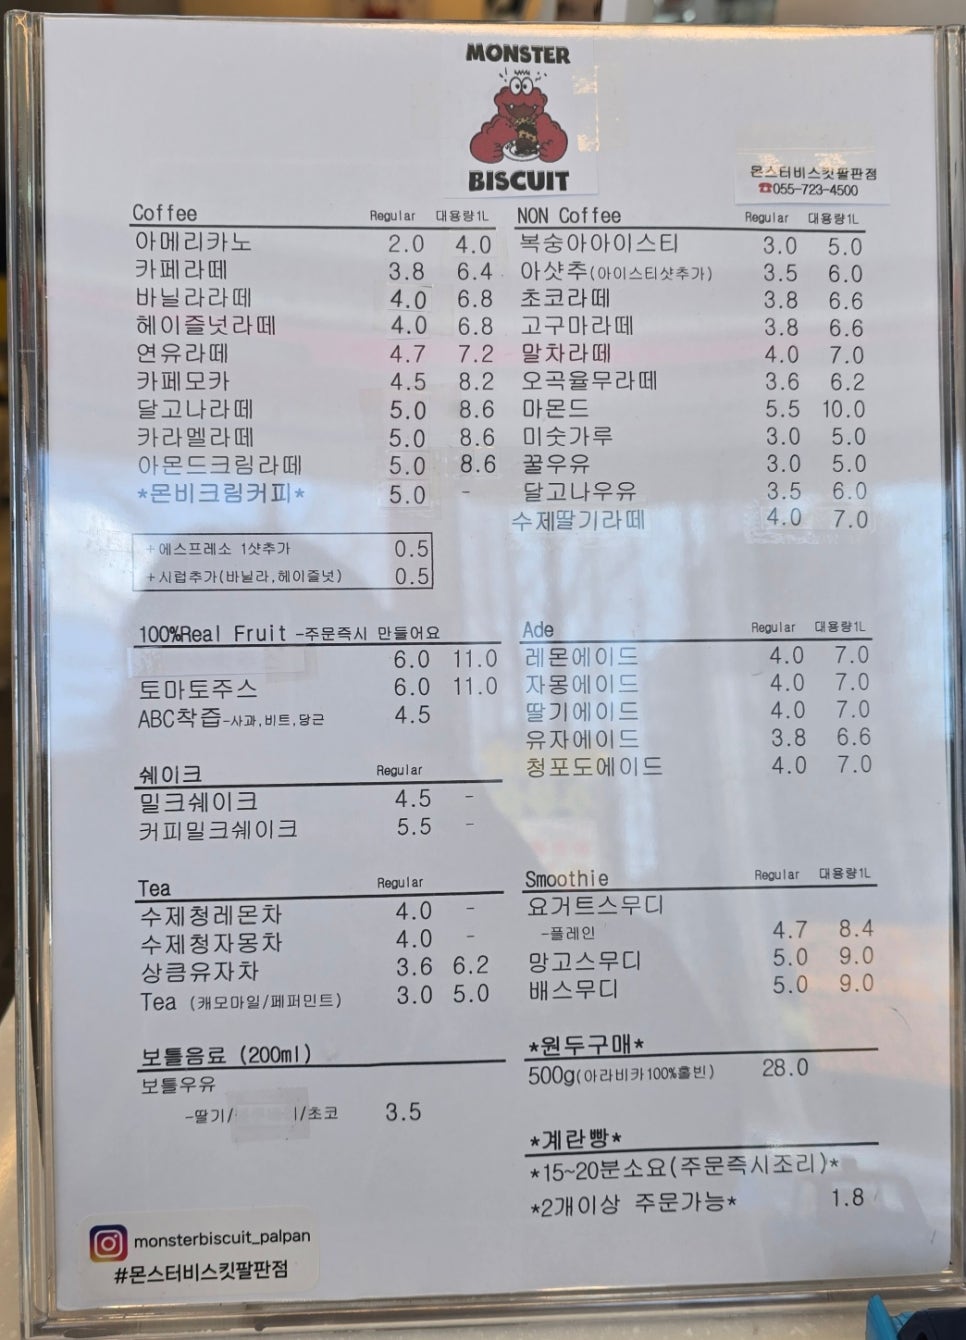 MONSTER
BISCUIT
몬스터비스킷팔판점
☎055-723-4500
Coffee Regular 대용량1L
아메리카노 2.0 4.0
카페라떼 3.8 6.4
바닐라라떼 4.0 6.8
헤이즐넛라떼 4.0 6.8
연유라떼 4.7 7.2
카페모카 4.5 8.2
달고나라떼 5.0 8.6
카라멜라떼 5.0 8.6
아몬드크림라떼 5.0 8.6
*몬비크림커피* 5.0 -
+에스프레소 1샷추가 0.5
+시럽추가(바닐라,헤이즐넛) 0.5
NON Coffee Regular 대용량1L
복숭아아이스티 3.0 5.0
아샷추(아이스티샷추가) 3.5 6.0
초코라떼 3.8 6.6
고구마라떼 3.8 6.6
말차라떼 4.0 7.0
오곡율무라떼 3.6 6.2
마몬드 5.5 10.0
미숫가루 3.0 5.0
꿀우유 3.0 5.0
달고나우유 3.5 6.0
수제딸기라떼 4.0 7.0
100%Real Fruit -주문즉시 만들어요
6.0 11.0
토마토주스 6.0 11.0
ABC착즙-사과,비트,당근 4.5
Ade Regular 대용량1L
레몬에이드 4.0 7.0
자몽에이드 4.0 7.0
딸기에이드 4.0 7.0
유자에이드 3.8 6.6
청포도에이드 4.0 7.0
쉐이크 Regular
밀크쉐이크 4.5 -
커피밀크쉐이크 5.5 -
Tea Regular
수제청레몬차 4.0 -
수제청자몽차 4.0 -
상큼유자차 3.6 6.2
Tea (캐모마일/페퍼민트) 3.0 5.0
Smoothie Regular 대용량1L
요거트스무디
-플레인 4.7 8.4
망고스무디 5.0 9.0
배스무디 5.0 9.0
보틀음료 (200ml)
보틀우유
-딸기/ /초코 3.5
*원두구매*
500g(아라비카100%홀빈) 28.0
*계란빵*
*15~20분소요(주문즉시조리)*
*2개이상 주문가능* 1.8
monsterbiscuit_palpan
#몬스터비스킷팔판점